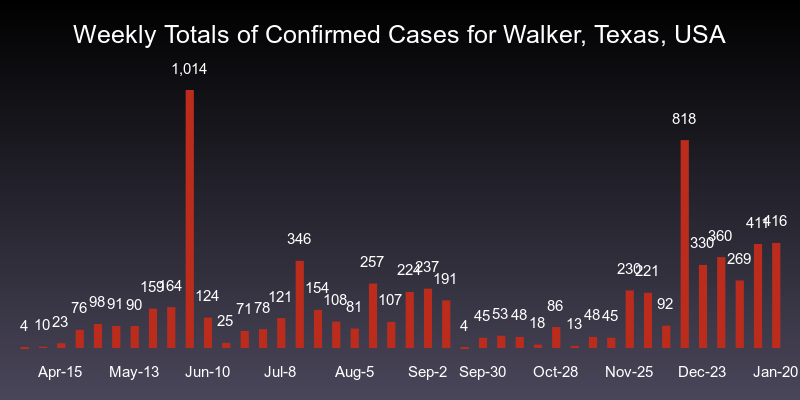 Weekly Totals of Confirmed Cases for Walker, Texas, USA
4 10 23 76 98 91 90 159 164 1,014 124 25 71 78 121 346 154 108 81 257 107 224 237 191 4 45 53 48 18 86 13 48 45 230 221 92 818 330 360 269 411 416
Apr-15 May-13 Jun-10 Jul-8 Aug-5 Sep-2 Sep-30 Oct-28 Nov-25 Dec-23 Jan-20